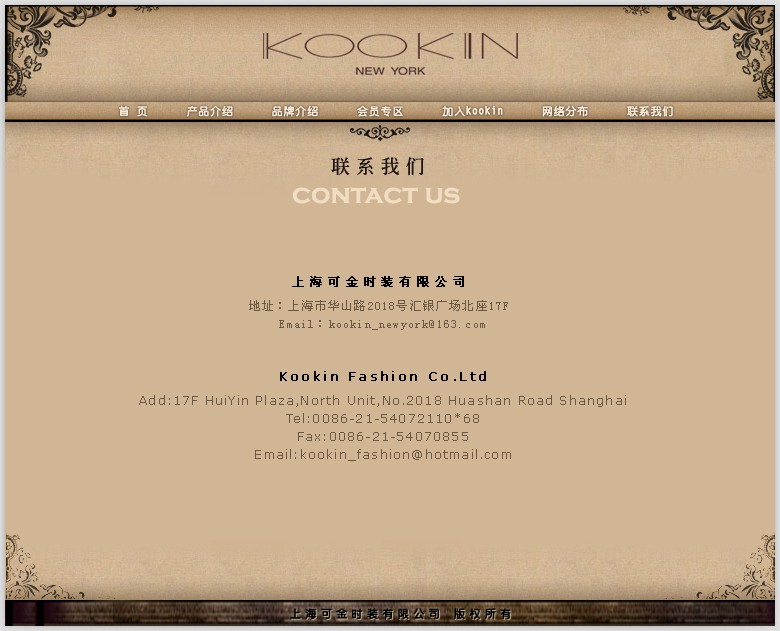 KOOKIN
NEW YORK
首 页 产品介绍 品牌介绍 会员专区 加入kookin 网络分布 联系我们
联系我们
CONTACT US
上海可金时装有限公司
地址：上海市华山路2018号汇银广场北座17F
Email：kookin_newyork@163.com
Kookin Fashion Co.Ltd
Add:17F HuiYin Plaza,North Unit,No.2018 Huashan Road Shanghai
Tel:0086-21-54072110*68
Fax:0086-21-54070855
Email:kookin_fashion@hotmail.com
上海可金时装有限公司 版权所有